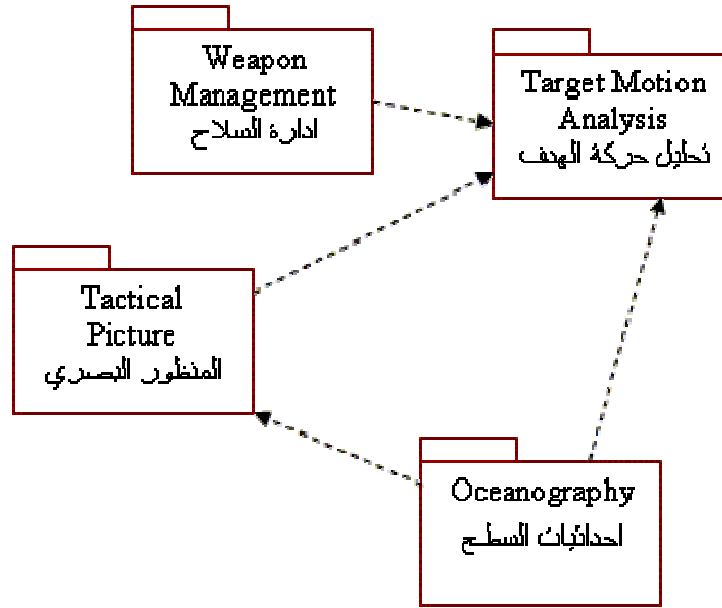 Weapon
Management
ادارة السلاح
Target Motion
Analysis
تحليل حركة الهدف
Tactical
Picture
المنظور البصري
Oceanography
احداثيات السطح